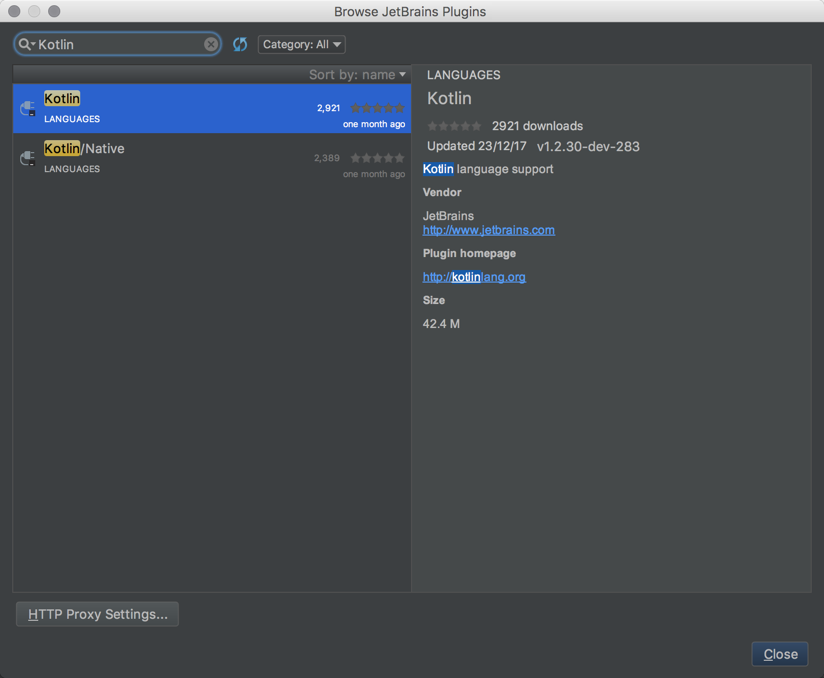 Browse JetBrains Plugins
Kotlin
Category: All
Sort by: name
Kotlin
2,921
LANGUAGES
one month ago
Kotlin/Native
2,389
LANGUAGES
one month ago
LANGUAGES
Kotlin
2921 downloads
Updated 23/12/17 v1.2.30-dev-283
Kotlin language support
Vendor
JetBrains
http://www.jetbrains.com
Plugin homepage
http://kotlinlang.org
Size
42.4 M
HTTP Proxy Settings...
Close